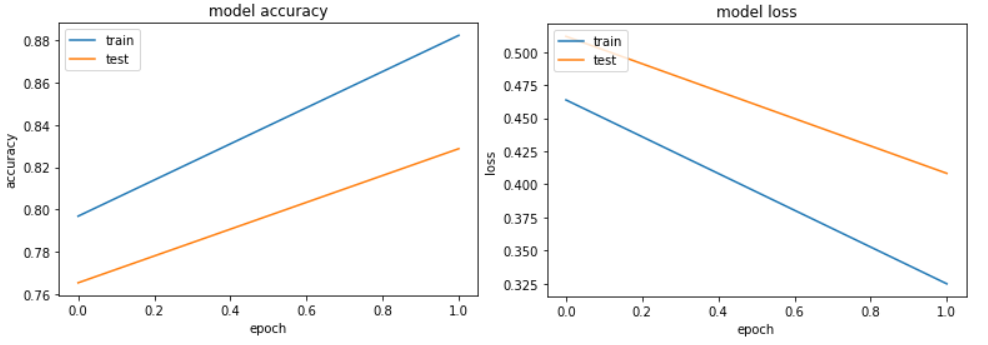 model accuracy
0.88
0.86
0.84
0.82
0.80
0.78
0.76
accuracy
train
test
0.0 0.2 0.4 0.6 0.8 1.0
epoch
model loss
0.500
0.475
0.450
0.425
0.400
0.375
0.350
0.325
loss
train
test
0.0 0.2 0.4 0.6 0.8 1.0
epoch